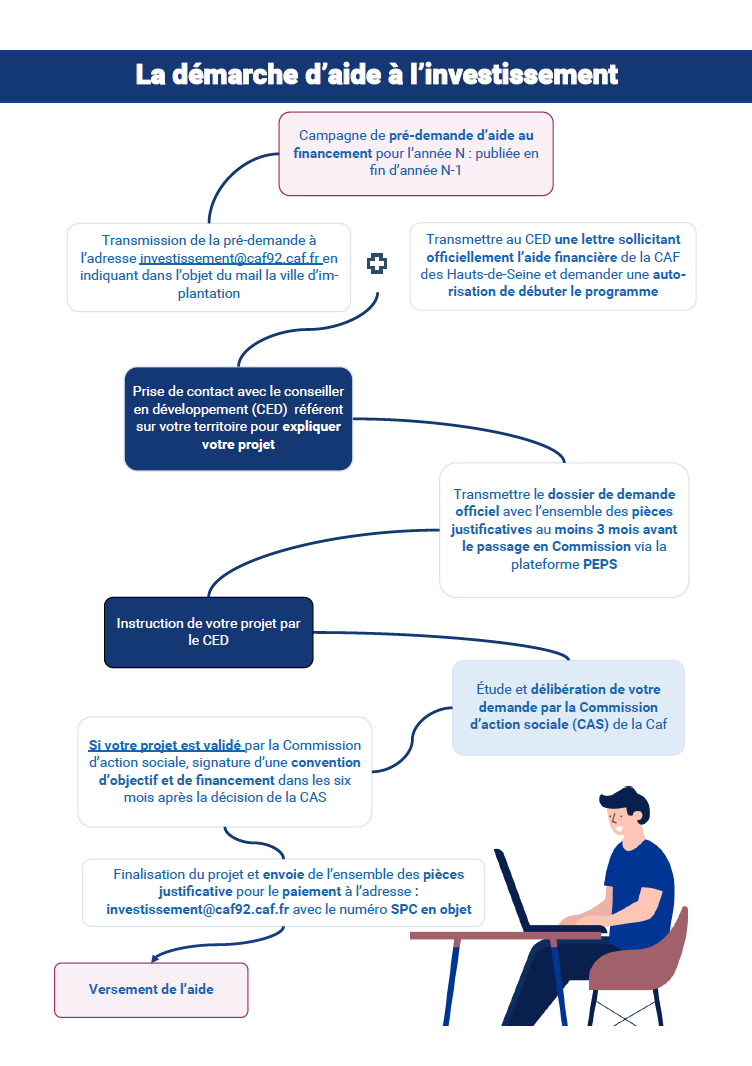 La démarche d'aide à l'investissement
Campagne de pré-demande d'aide au
financement pour l'année N : publiée en
fin d'année N-1
Transmission de la pré-demande à
l'adresse investissement@caf92.caf.fr en
indiquant dans l'objet du mail la ville d'im-
plantation
Transmettre au CED une lettre sollicitant
officiellement l'aide financière de la CAF
des Hauts-de-Seine et demander une auto-
risation de débuter le programme
Prise de contact avec le conseiller
en développement (CED) référent
sur votre territoire pour expliquer
votre projet
Transmettre le dossier de demande
officiel avec l'ensemble des pièces
justificatives au moins 3 mois avant
le passage en Commission via la
plateforme PEPS
Instruction de votre projet par
le CED
Étude et délibération de votre
demande par la Commission
d'action sociale (CAS) de la Caf
Si votre projet est validé par la Commission
d'action sociale, signature d'une convention
d'objectif et de financement dans les six
mois après la décision de la CAS
Finalisation du projet et envoie de l'ensemble des pièces
justificative pour le paiement à l'adresse :
investissement@caf92.caf.fr avec le numéro SPC en objet
Versement de l'aide